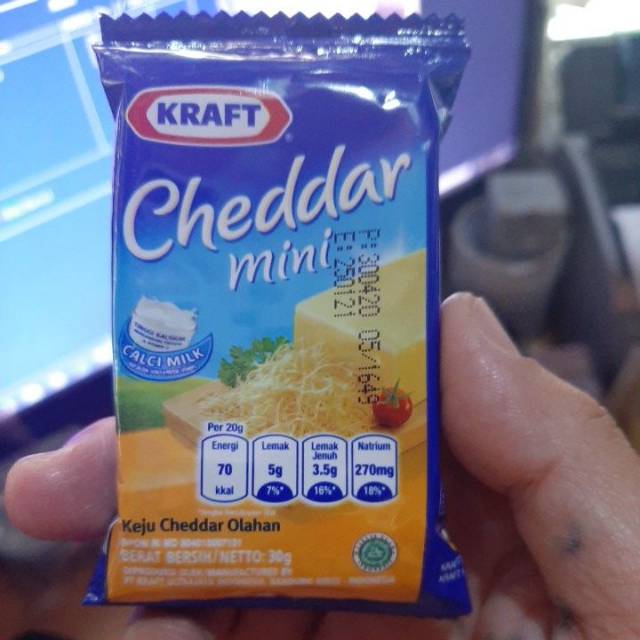 KRAFT
Cheddar
mini
P: 300420 05/1649
E: 250121
CALCI MILK
Per 20g
Energi
70
kkal
Lemak
5g
7%*
Lemak
Jenuh
3.5g
16%*
Natrium
270mg
18%*
Keju Cheddar Olahan
BERAT BERSIH/NETTO: 30g